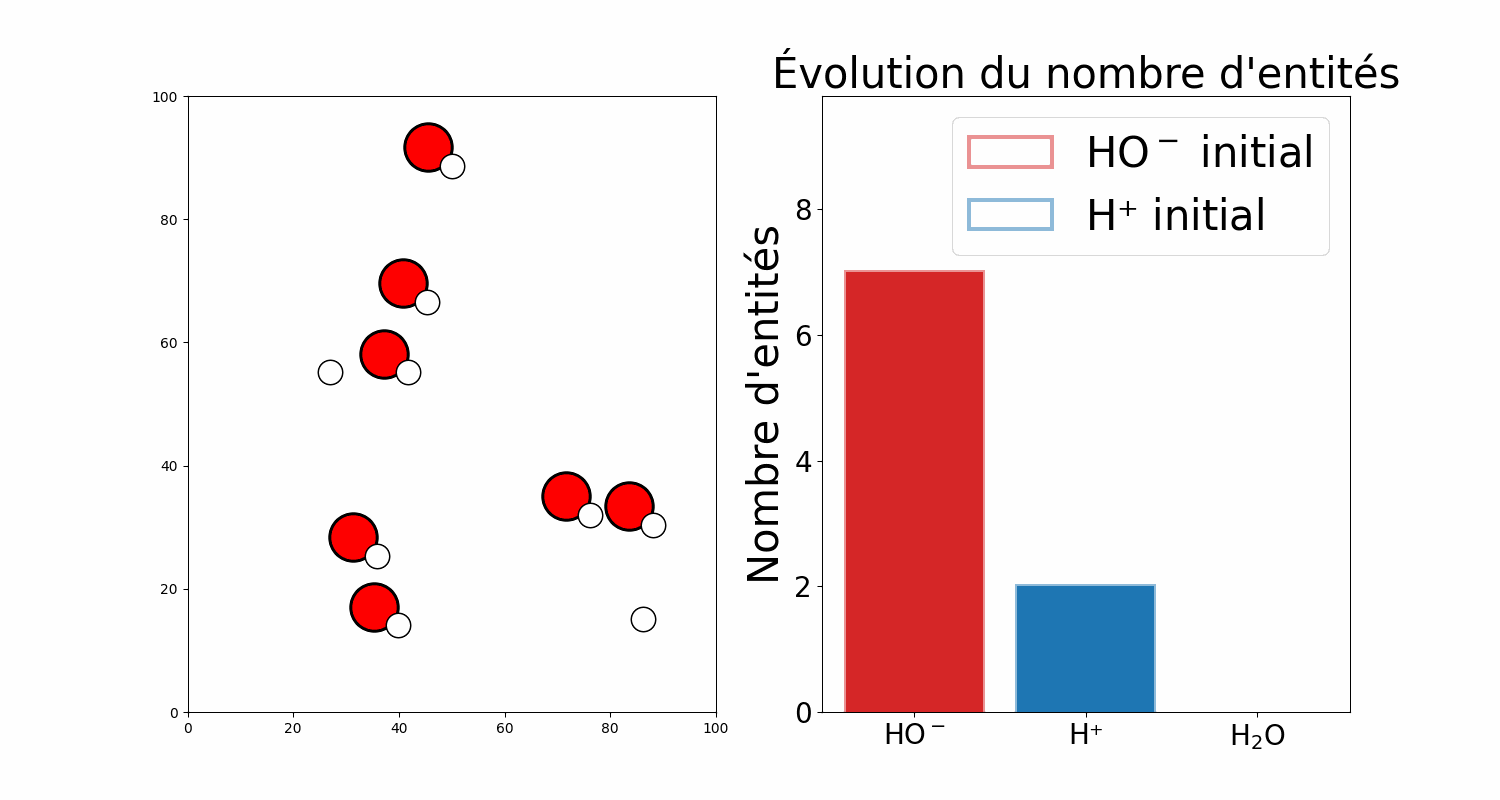 100
80
60
40
20
0
0 20 40 60 80 100
Évolution du nombre d'entités
HO⁻ initial
H⁺ initial
Nombre d'entités
8
6
4
2
0
HO⁻ H⁺ H₂O